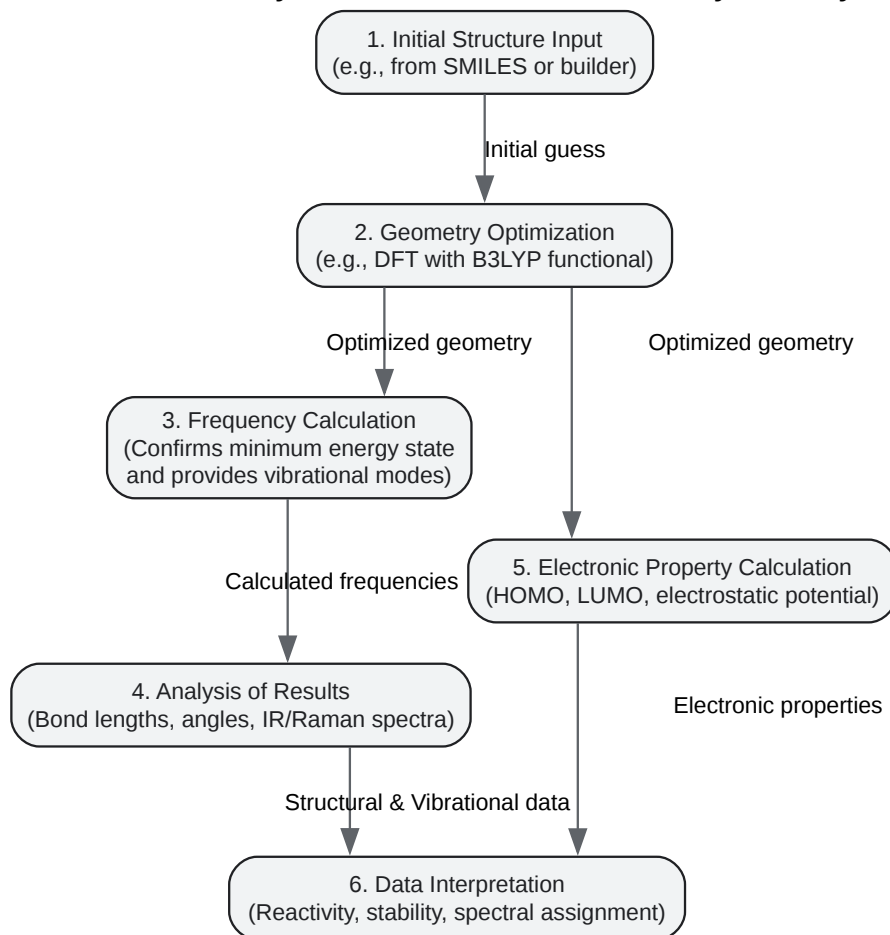 1. Initial Structure Input
(e.g., from SMILES or builder)
Initial guess
2. Geometry Optimization
(e.g., DFT with B3LYP functional)
Optimized geometry
Optimized geometry
3. Frequency Calculation
(Confirms minimum energy state
and provides vibrational modes)
Calculated frequencies
5. Electronic Property Calculation
(HOMO, LUMO, electrostatic potential)
4. Analysis of Results
(Bond lengths, angles, IR/Raman spectra)
Electronic properties
Structural & Vibrational data
6. Data Interpretation
(Reactivity, stability, spectral assignment)